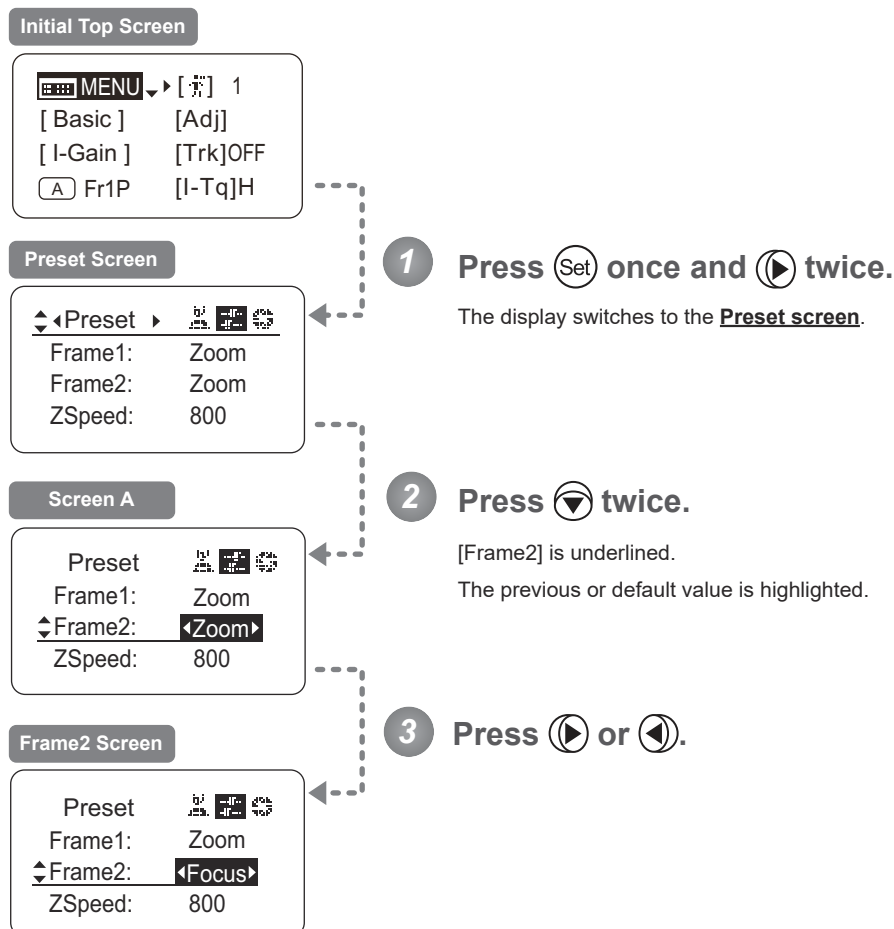 Initial Top Screen
MENU [ ] 1
[ Basic ] [Adj]
[ I-Gain ] [Trk]OFF
A Fr1P [I-Tq]H
Preset Screen
Preset
Frame1: Zoom
Frame2: Zoom
ZSpeed: 800
1 Press Set once and twice.
The display switches to the Preset screen.
Screen A
Preset
Frame1: Zoom
Frame2: Zoom
ZSpeed: 800
2 Press twice.
[Frame2] is underlined.
The previous or default value is highlighted.
Frame2 Screen
Preset
Frame1: Zoom
Frame2: Focus
ZSpeed: 800
3 Press or .